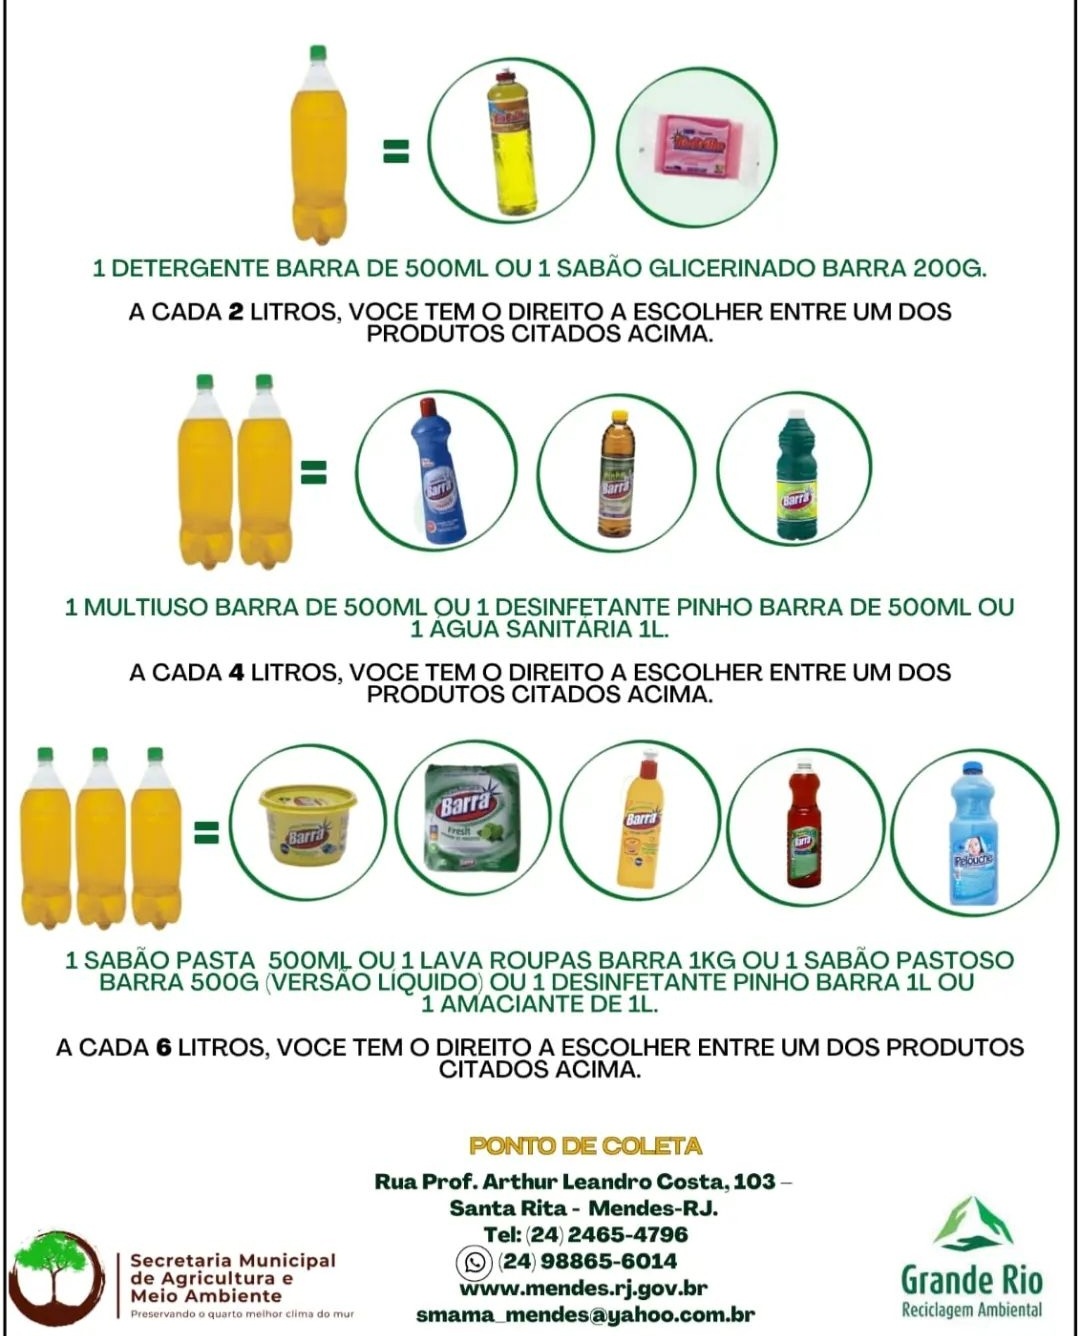 1 DETERGENTE BARRA DE 500ML OU 1 SABÃO GLICERINADO BARRA 200G.
A CADA 2 LITROS, VOCE TEM O DIREITO A ESCOLHER ENTRE UM DOS
PRODUTOS CITADOS ACIMA.
Barra
Barra
Barra
1 MULTIUSO BARRA DE 500ML OU 1 DESINFETANTE PINHO BARRA DE 500ML OU
1 ÁGUA SANITÁRIA 1L.
A CADA 4 LITROS, VOCE TEM O DIREITO A ESCOLHER ENTRE UM DOS
PRODUTOS CITADOS ACIMA.
Barra
Barra
Fresh
Barra
Barra
Pelouche
1 SABÃO PASTA 500ML OU 1 LAVA ROUPAS BARRA 1KG OU 1 SABÃO PASTOSO
BARRA 500G (VERSÃO LÍQUIDO) OU 1 DESINFETANTE PINHO BARRA 1L OU
1 AMACIANTE DE 1L.
A CADA 6 LITROS, VOCE TEM O DIREITO A ESCOLHER ENTRE UM DOS PRODUTOS
CITADOS ACIMA.
PONTO DE COLETA
Rua Prof. Arthur Leandro Costa, 103 –
Santa Rita - Mendes-RJ.
Tel: (24) 2465-4796
(24) 98865-6014
www.mendes.rj.gov.br
smama_mendes@yahoo.com.br
Secretaria Municipal
de Agricultura e
Meio Ambiente
Preservando o quarto melhor clima do mur
Grande Rio
Reciclagem Ambiental